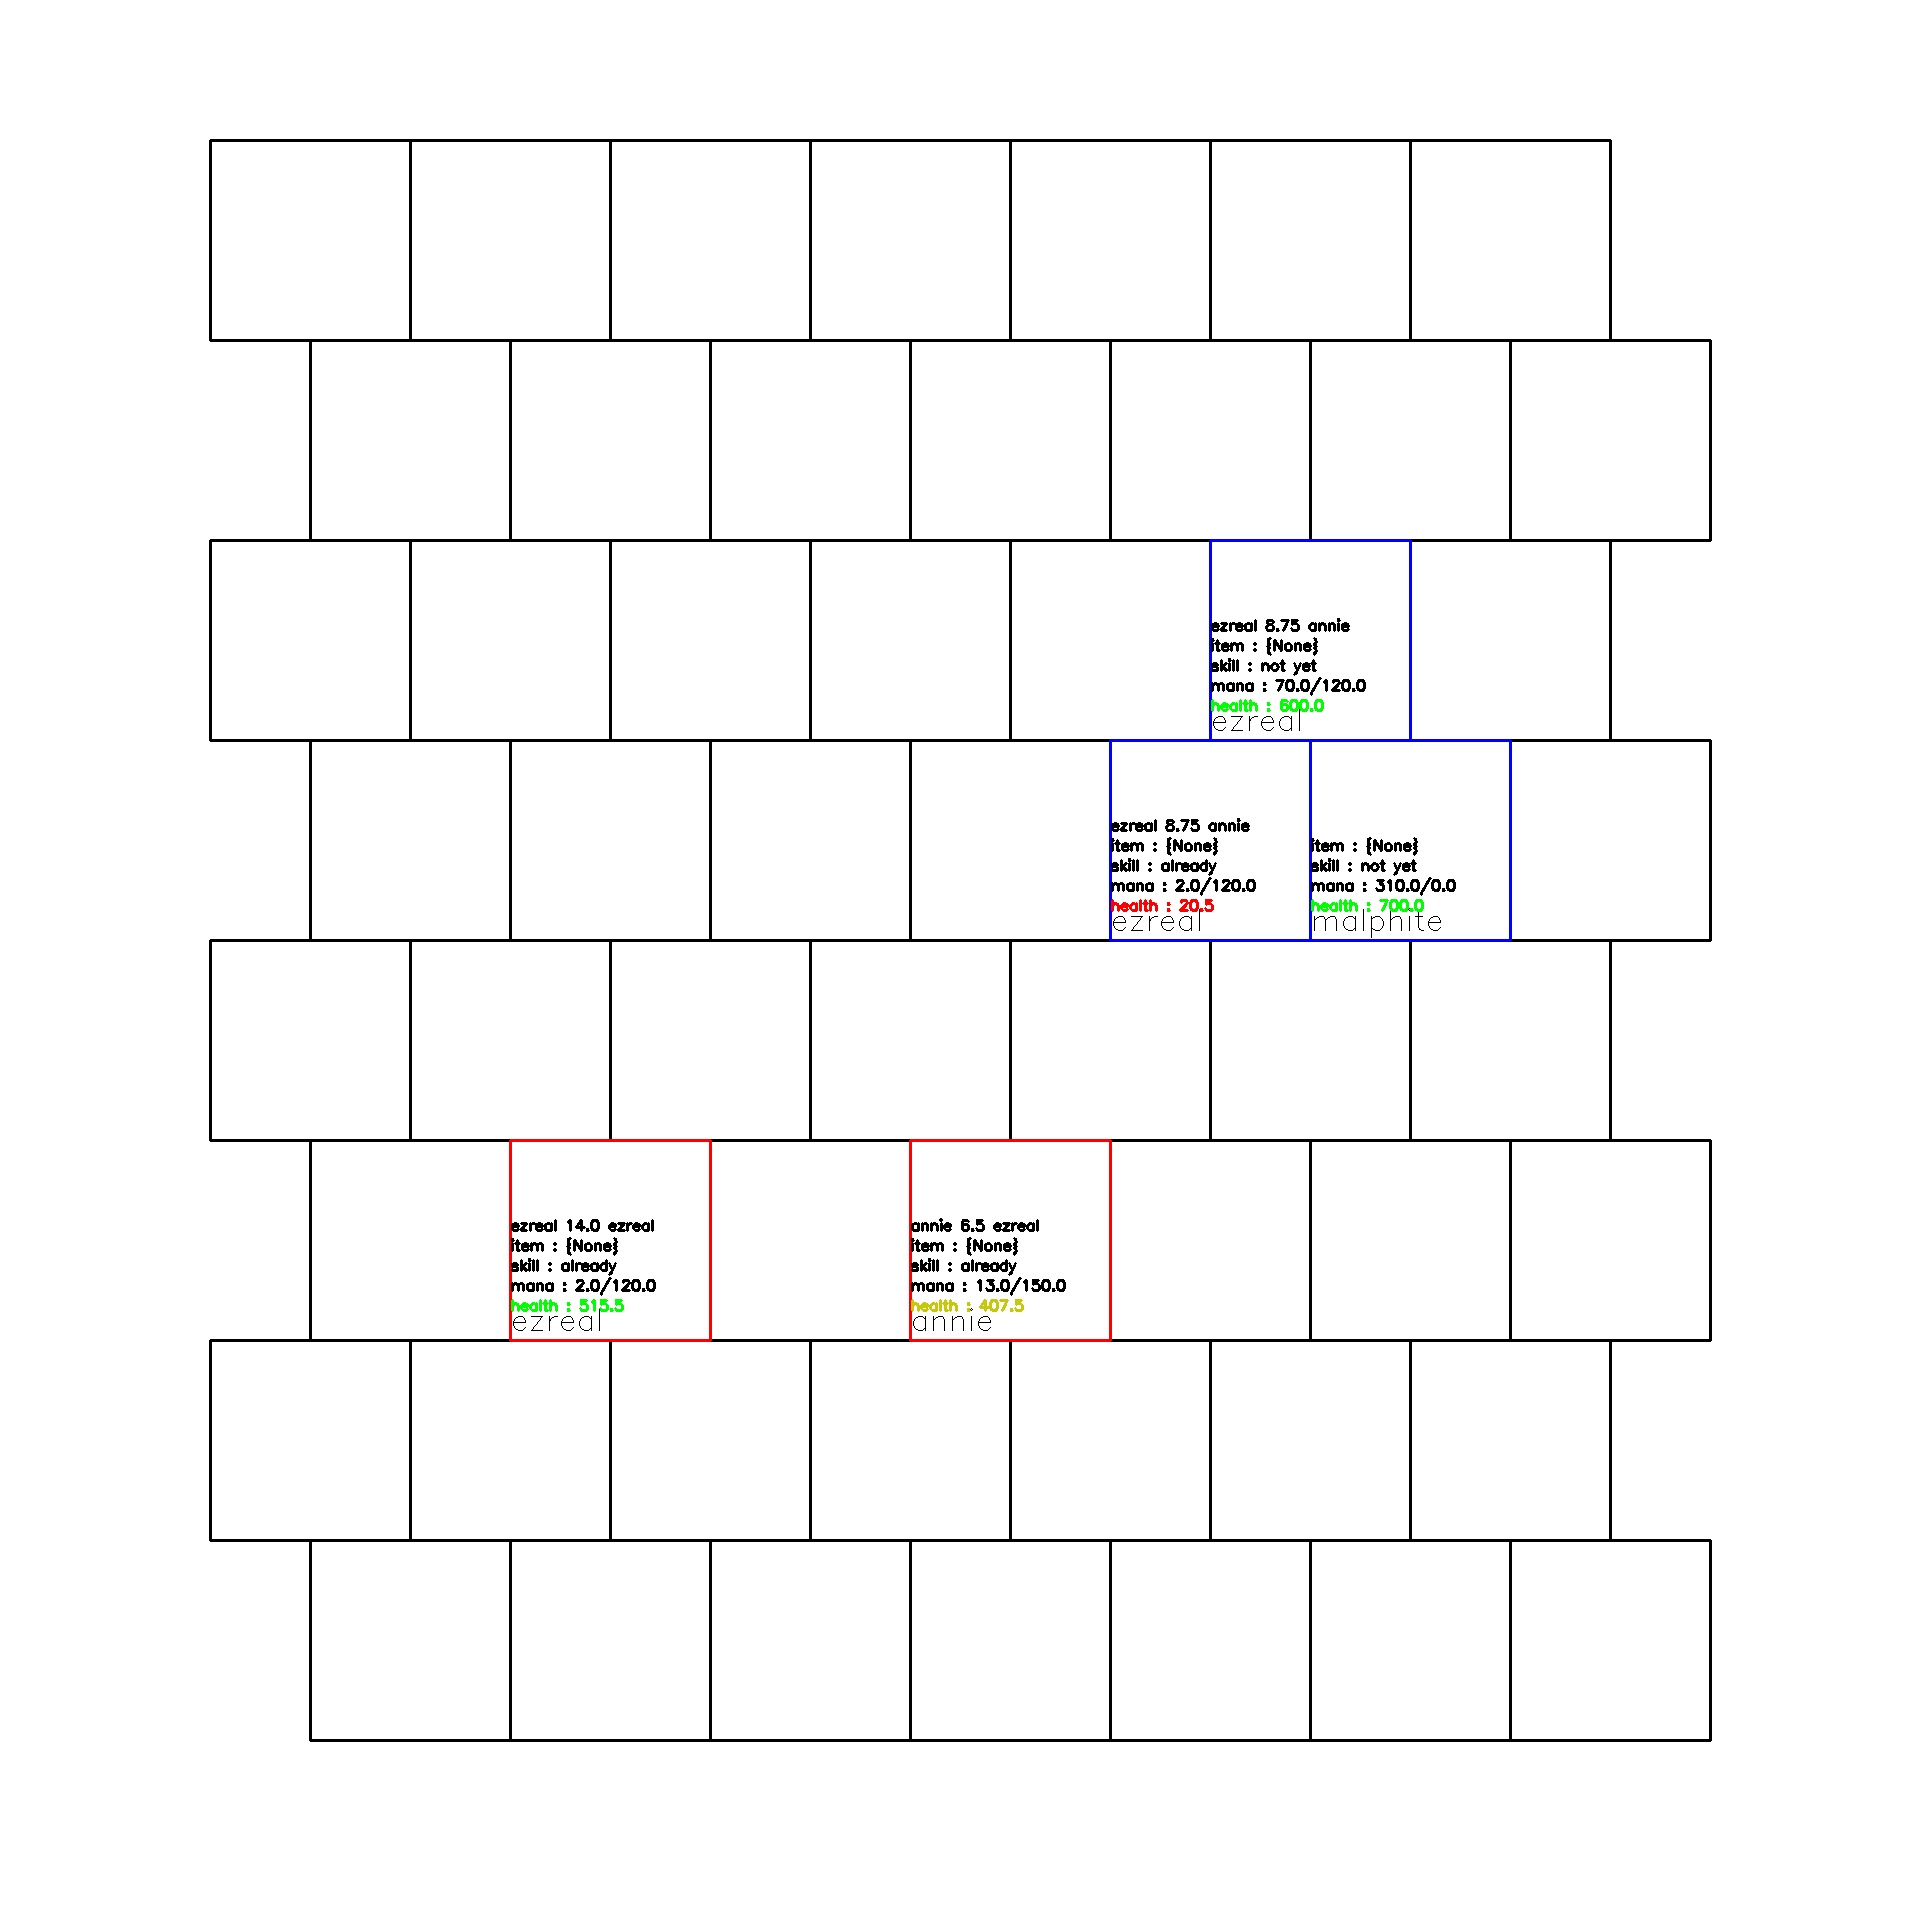 ezreal 8.75 annie
item : {None}
skill : not yet
mana : 70.0/120.0
health : 600.0
ezreal
ezreal 8.75 annie
item : {None}
skill : already
mana : 2.0/120.0
health : 20.5
ezreal
item : {None}
skill : not yet
mana : 310.0/0.0
health : 700.0
malphite
ezreal 14.0 ezreal
item : {None}
skill : already
mana : 2.0/120.0
health : 515.5
ezreal
annie 6.5 ezreal
item : {None}
skill : already
mana : 13.0/150.0
health : 407.5
annie